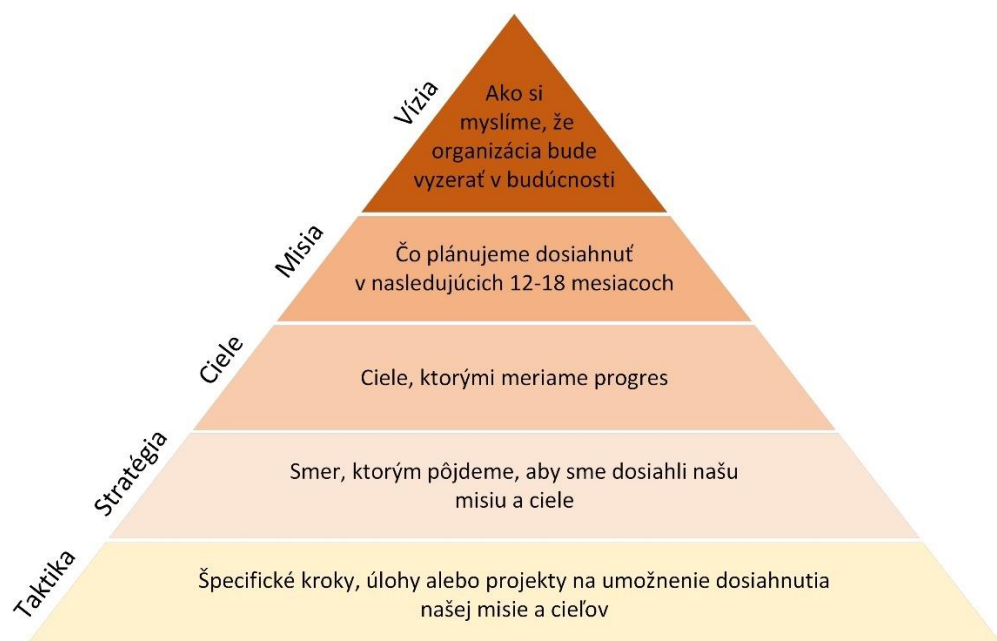 Vízia
Ako si
myslíme, že
organizácia bude
vyzerať v budúcnosti
Misia
Čo plánujeme dosiahnuť
v nasledujúcich 12-18 mesiacoch
Ciele
Ciele, ktorými meriame progres
Stratégia
Smer, ktorým pôjdeme, aby sme dosiahli našu
misiu a ciele
Taktika
Špecifické kroky, úlohy alebo projekty na umožnenie dosiahnutia
našej misie a cieľov